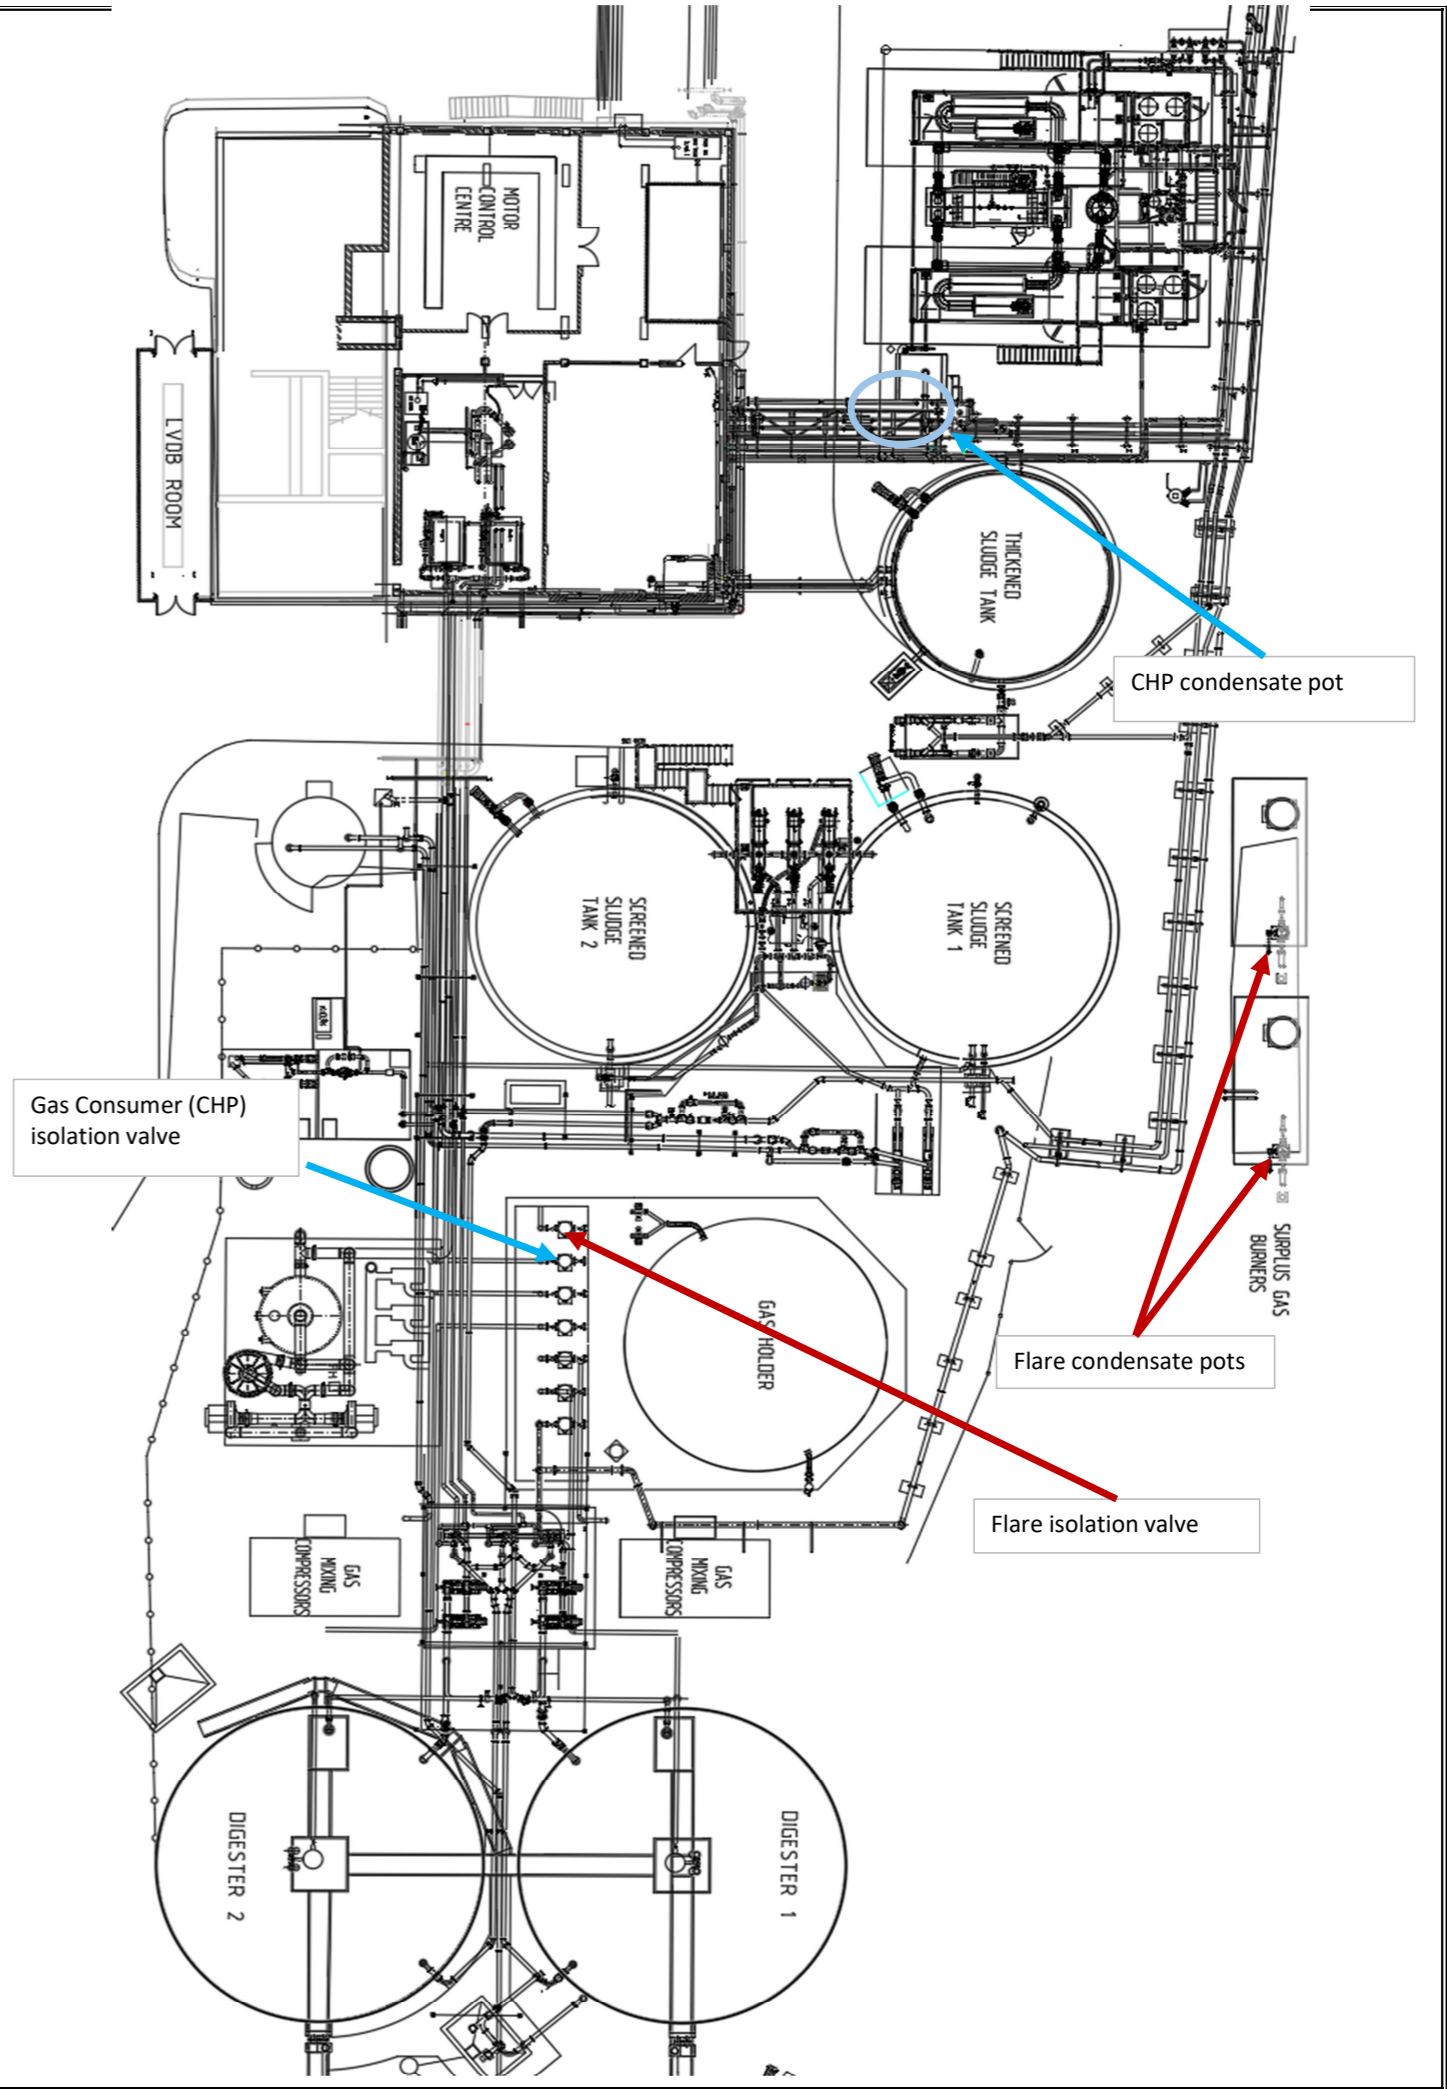 MOTOR
CONTROL
CENTRE
LVDB ROOM
THICKENED
SLUDGE TANK
CHP condensate pot
SCREENED
SLUDGE
TANK 2
SCREENED
SLUDGE
TANK 1
Gas Consumer (CHP)
isolation valve
SURPLUS GAS
BURNERS
GAS HOLDER
Flare condensate pots
Flare isolation valve
GAS
MIXING
COMPRESSORS
GAS
MIXING
COMPRESSORS
DIGESTER 2
DIGESTER 1